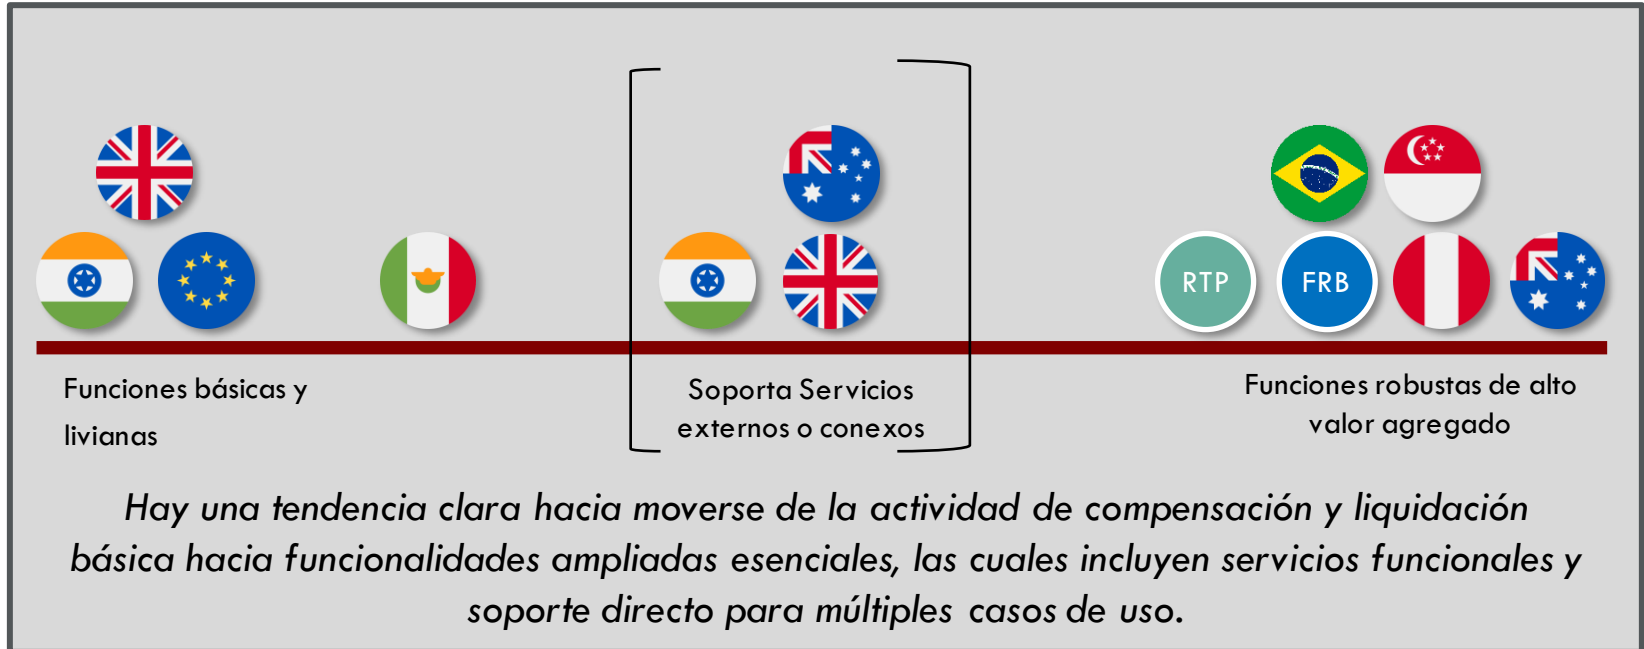 RTP
FRB
Funciones básicas y
livianas
Soporta Servicios
externos o conexos
Funciones robustas de alto
valor agregado
Hay una tendencia clara hacia moverse de la actividad de compensación y liquidación
básica hacia funcionalidades ampliadas esenciales, las cuales incluyen servicios funcionales y
soporte directo para múltiples casos de uso.